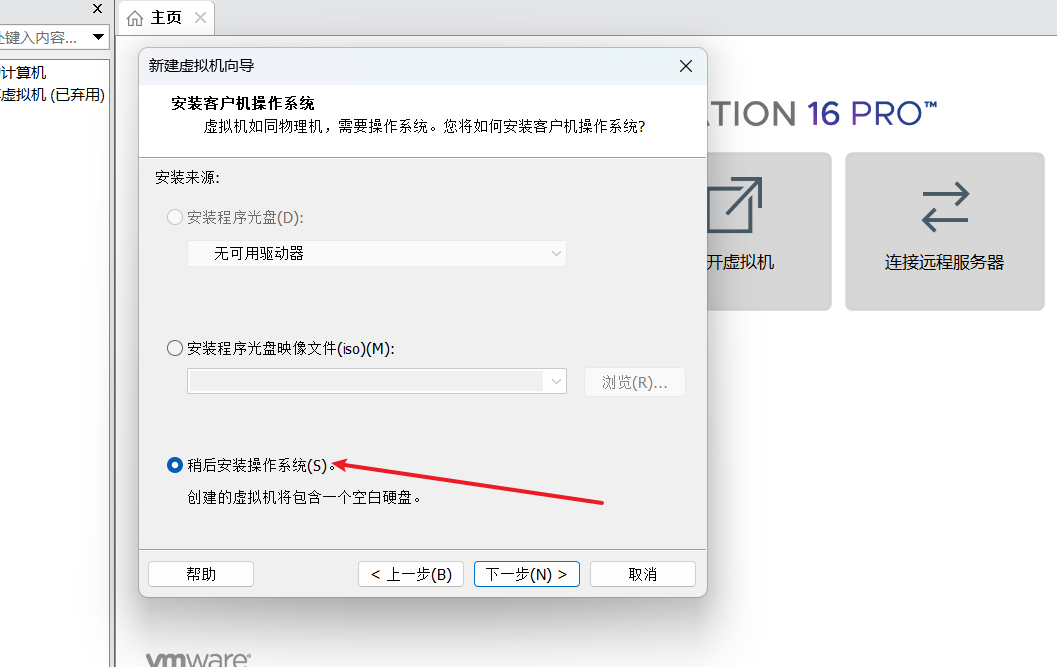 主页
处键入内容...
计算机
虚拟机 (已弃用)
新建虚拟机向导
安装客户机操作系统
虚拟机如同物理机，需要操作系统。您将如何安装客户机操作系统?
TION 16 PRO™
安装来源:
安装程序光盘(D):
无可用驱动器
开虚拟机
连接远程服务器
安装程序光盘映像文件(iso)(M):
浏览(R)...
稍后安装操作系统(S)。
创建的虚拟机将包含一个空白硬盘。
帮助
< 上一步(B)
下一步(N) >
取消
vmware